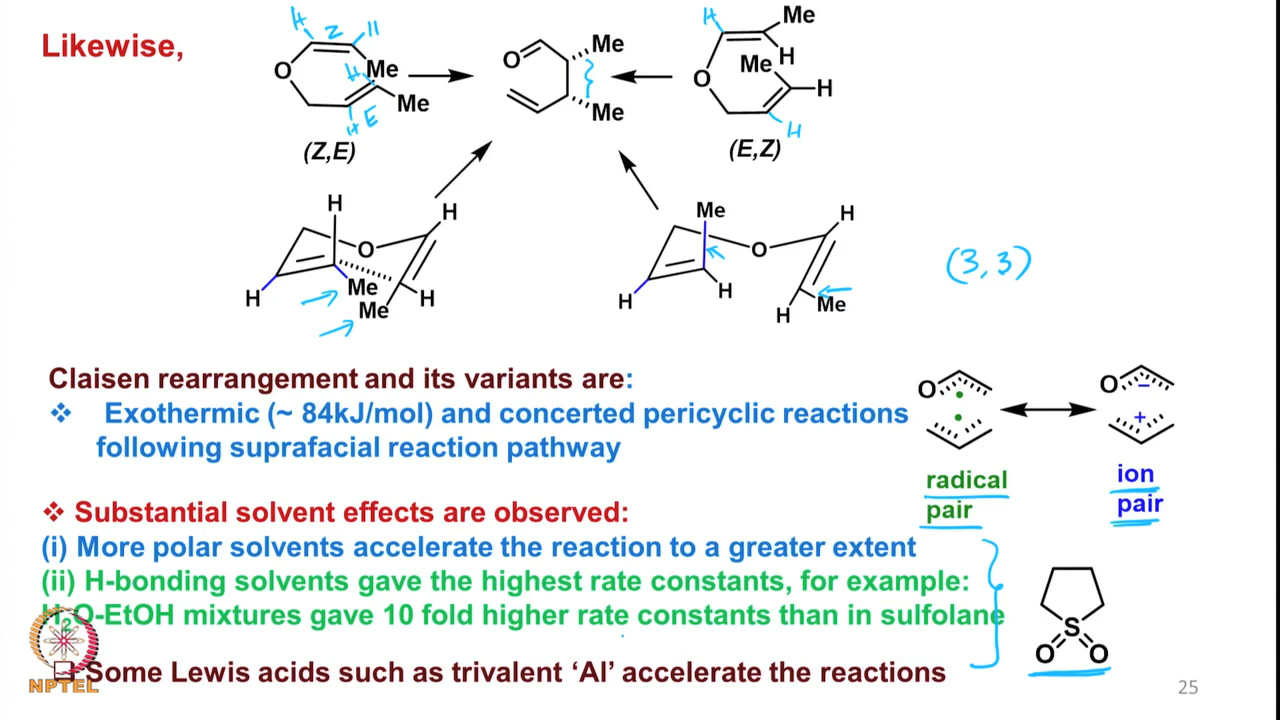 Likewise,
H Z H
O
H Me
Me
H E
(Z,E)
O
Me
Me
H
Me
H
Me
O
H
H
(E,Z)
H
H
O
H
Me
Me
H
Me
H
O
H
H
Me
H
(3,3)
Claisen rearrangement and its variants are:
❖ Exothermic (~ 84kJ/mol) and concerted pericyclic reactions
following suprafacial reaction pathway
O
radical
pair
O
−
+
ion
pair
❖ Substantial solvent effects are observed:
(i) More polar solvents accelerate the reaction to a greater extent
(ii) H-bonding solvents gave the highest rate constants, for example:
H2O-EtOH mixtures gave 10 fold higher rate constants than in sulfolane
Some Lewis acids such as trivalent ‘Al’ accelerate the reactions
S
O O
NPTEL
25